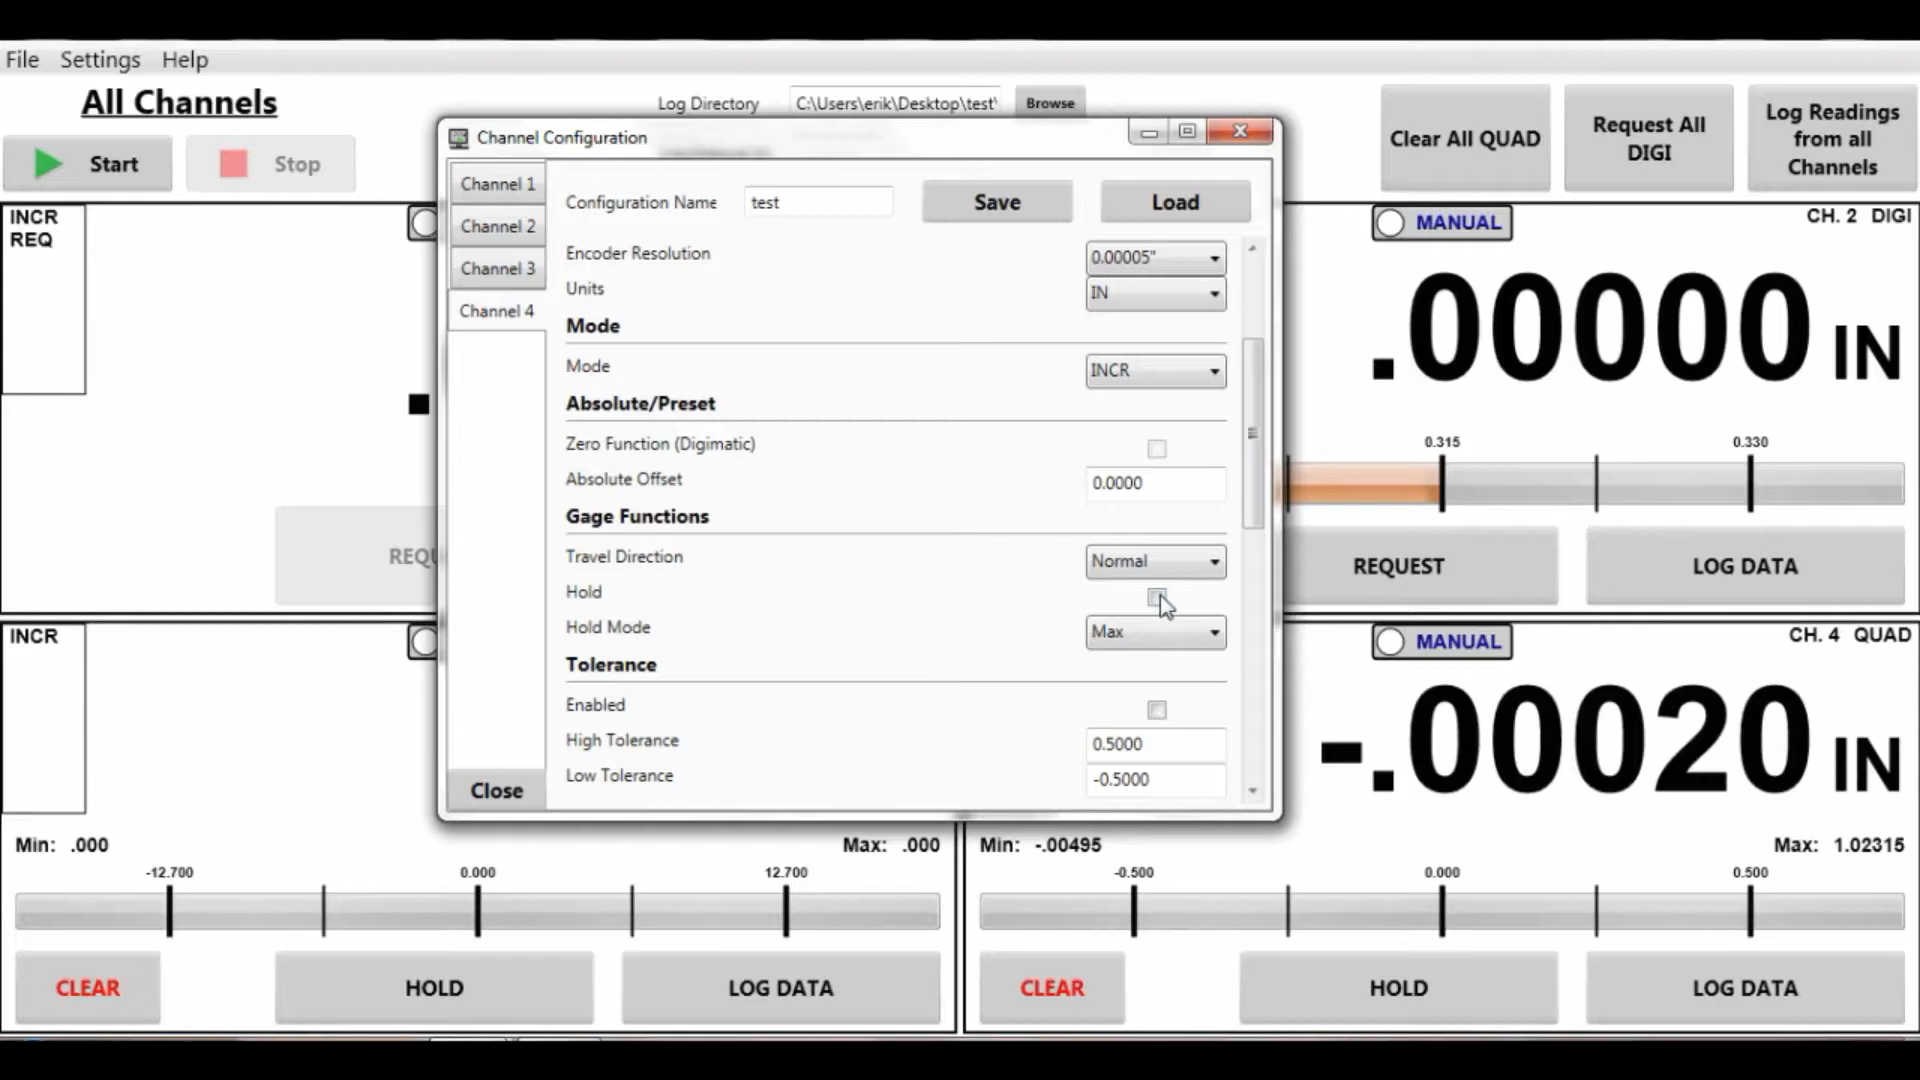 File Settings Help
All Channels
Log Directory C:\Users\erik\Desktop\test\ Browse
Start Stop
Clear All QUAD
Request All
DIGI
Log Readings
from all
Channels
INCR
REQ
MANUAL CH. 2 DIGI
.00000 IN
0.315 0.330
REQUEST LOG DATA
Channel Configuration
Channel 1
Channel 2
Channel 3
Channel 4
Close
Configuration Name test Save Load
Encoder Resolution 0.00005"
Units IN
Mode
Mode INCR
Absolute/Preset
Zero Function (Digimatic)
Absolute Offset 0.0000
Gage Functions
Travel Direction Normal
Hold
Hold Mode Max
Tolerance
Enabled
High Tolerance 0.5000
Low Tolerance -0.5000
INCR
Min: .000 Max: .000
-12.700 0.000 12.700
CLEAR HOLD LOG DATA
MANUAL CH. 4 QUAD
-.00020 IN
Min: -.00495 Max: 1.02315
-0.500 0.000 0.500
CLEAR HOLD LOG DATA